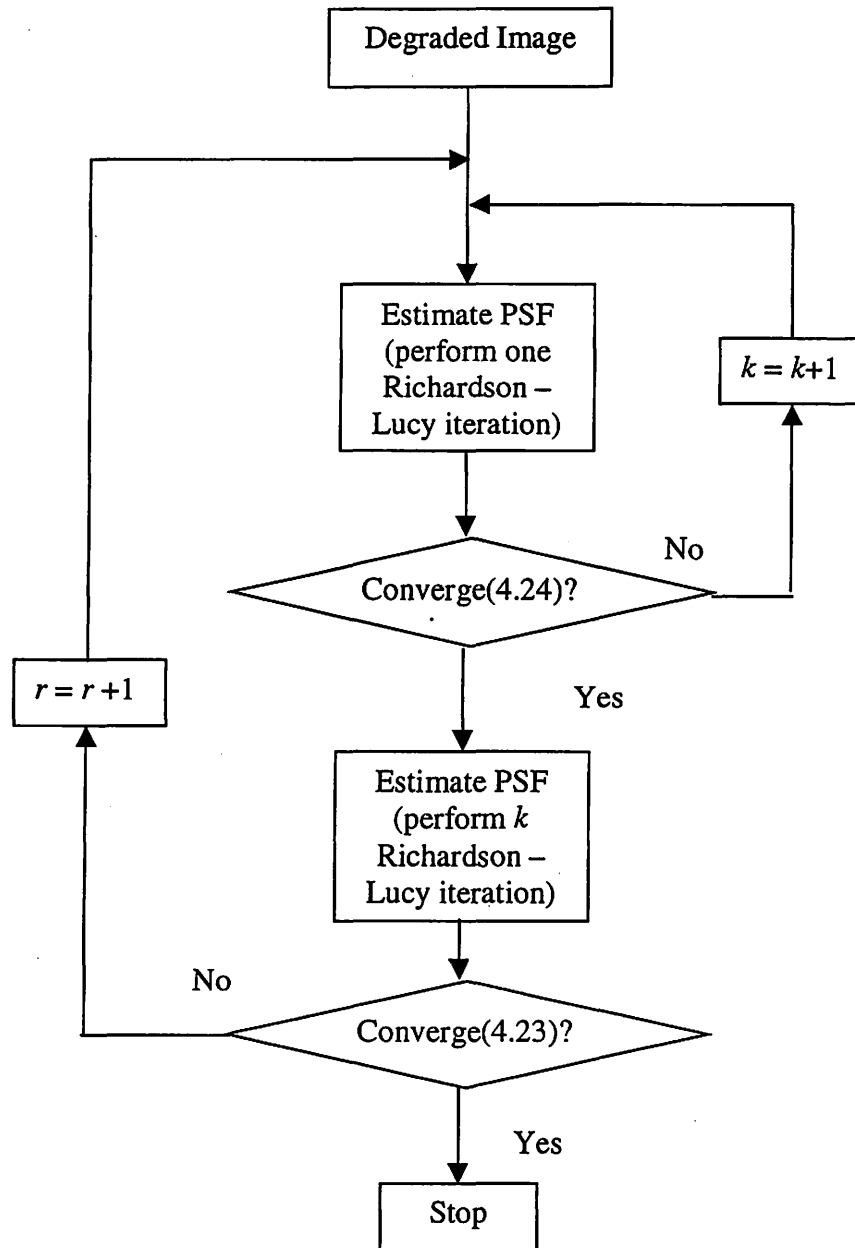 Degraded Image
Estimate PSF
(perform one
Richardson –
Lucy iteration)
k = k+1
No
Converge(4.24)?
r = r +1
Yes
Estimate PSF
(perform k
Richardson –
Lucy iteration)
No
Converge(4.23)?
Yes
Stop